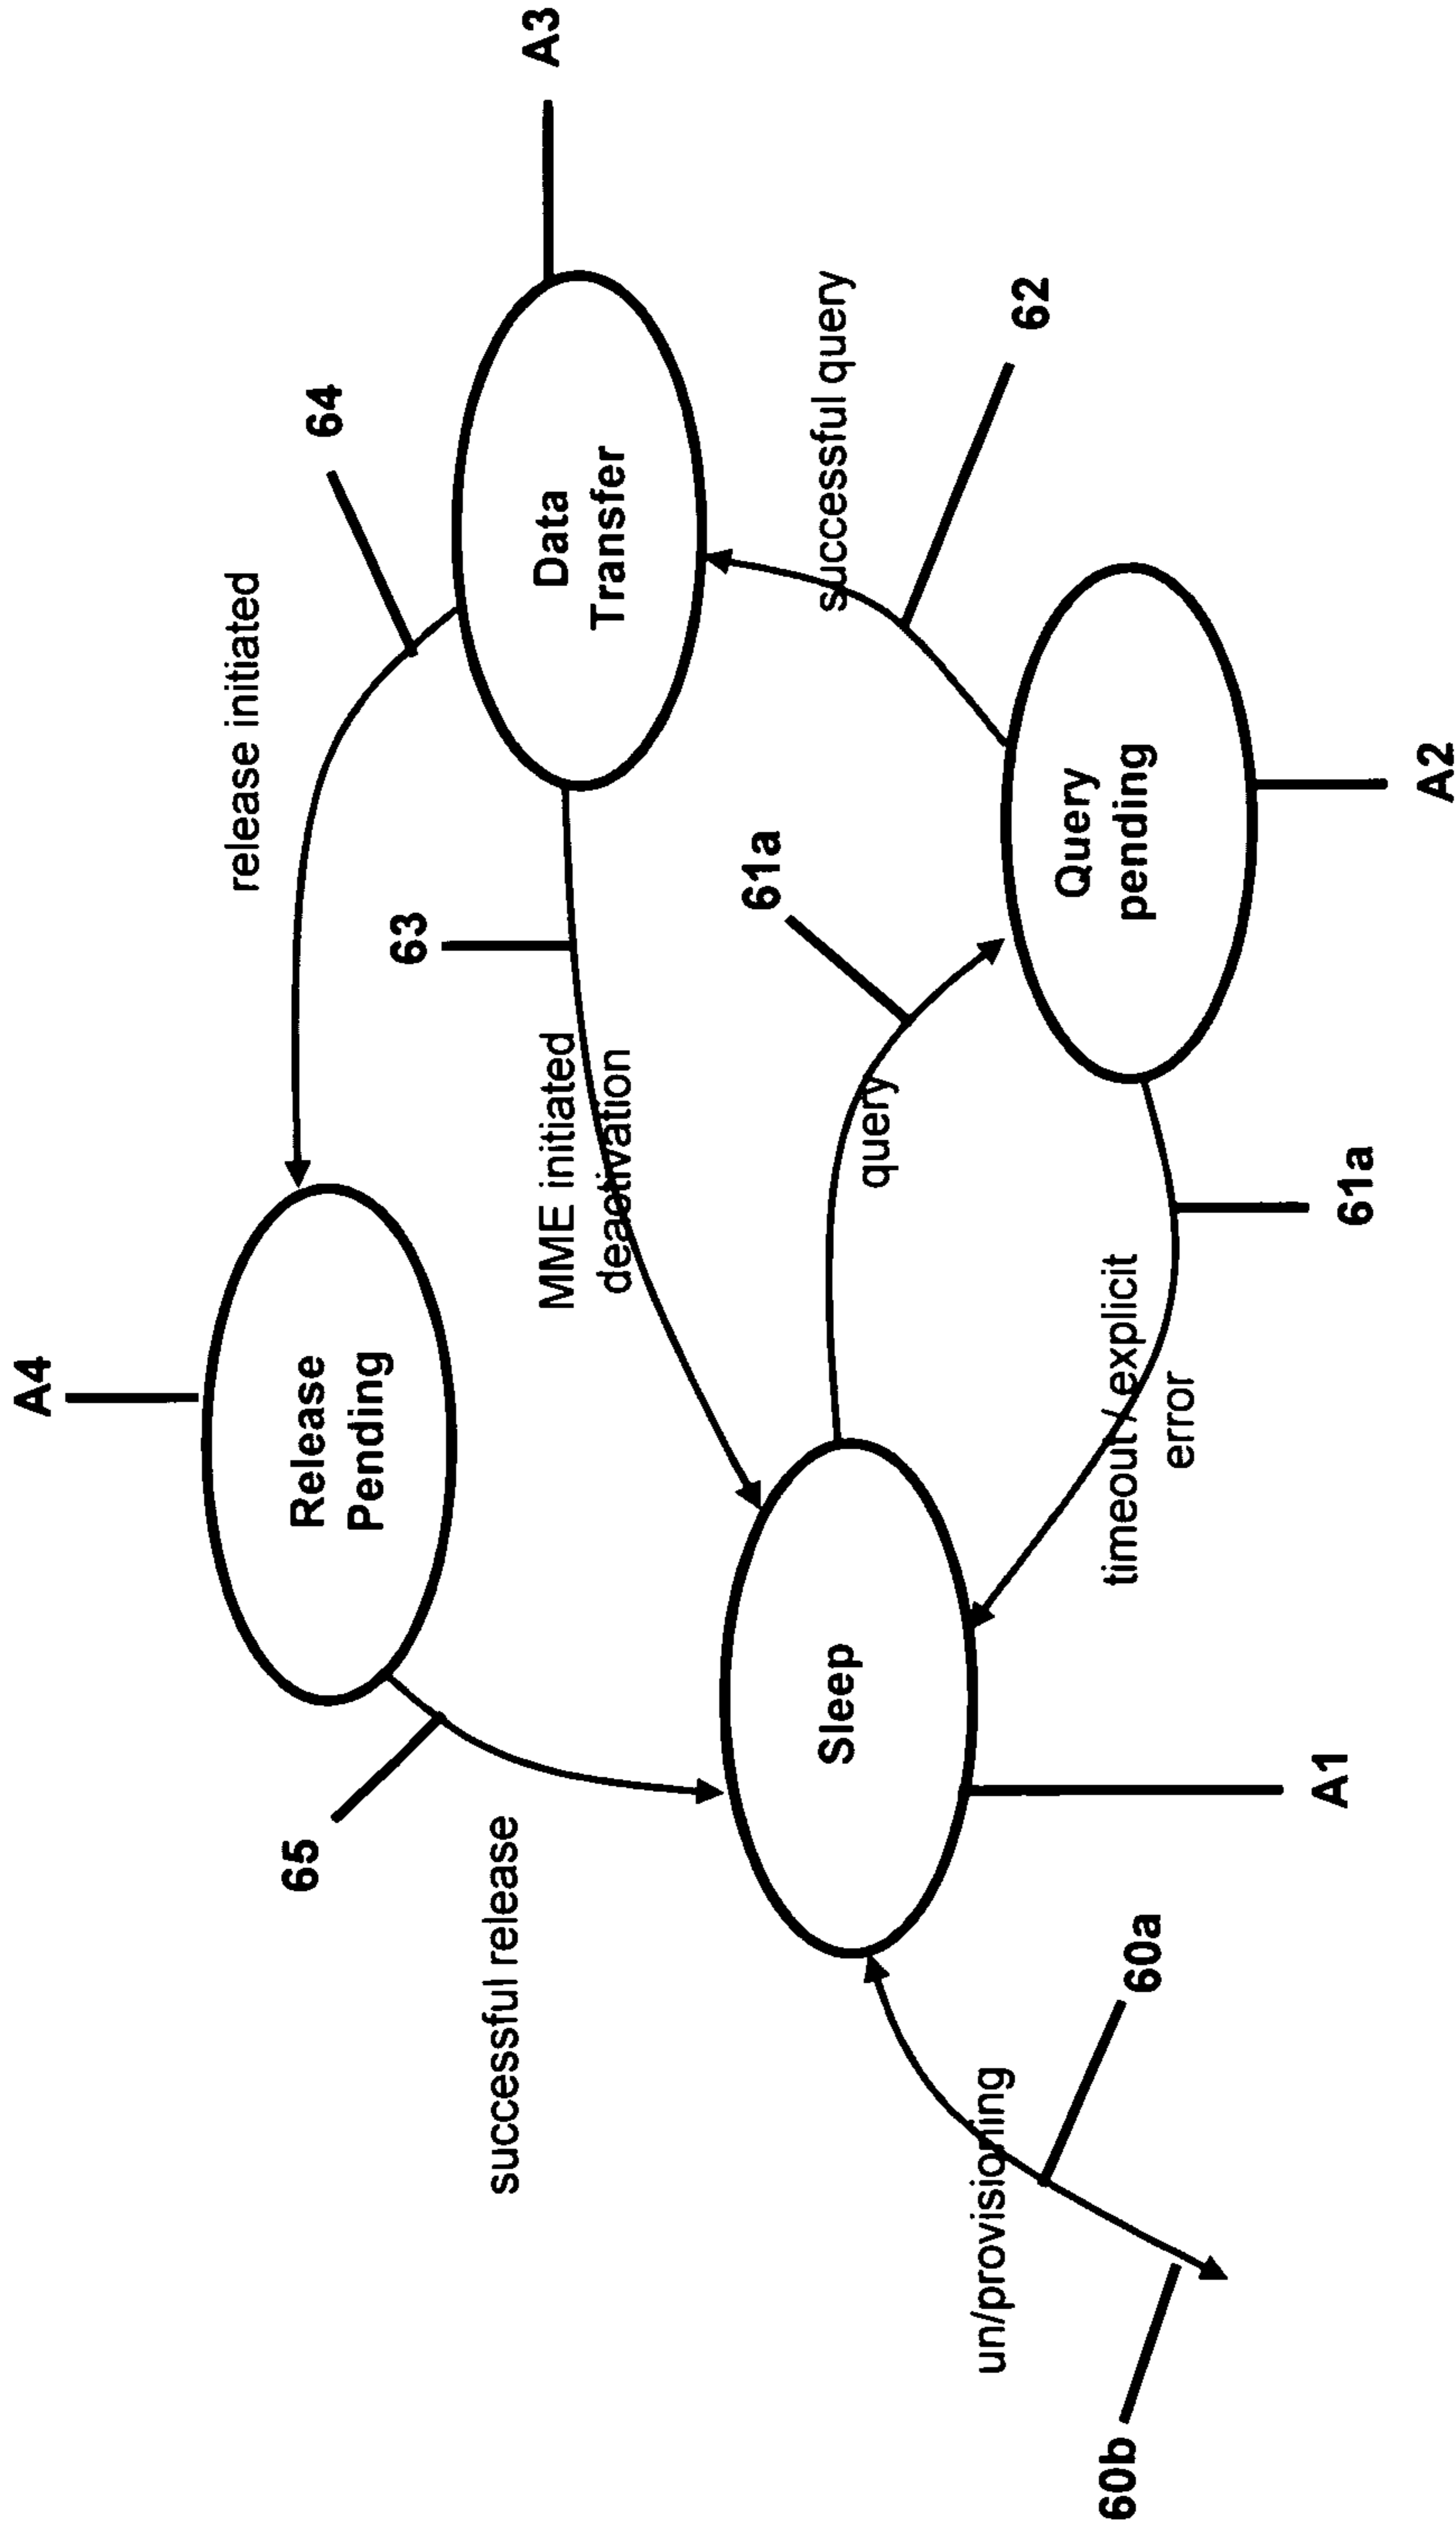 A4
release initiated
64
65
Release
Pending
63
successful release
A3
Data
Transfer
MME initiated
deactivation
61a
successful query
Sleep
query
un/provisioning
62
Query
pending
60b
60a
timeout / explicit
error
A1
61a
A2